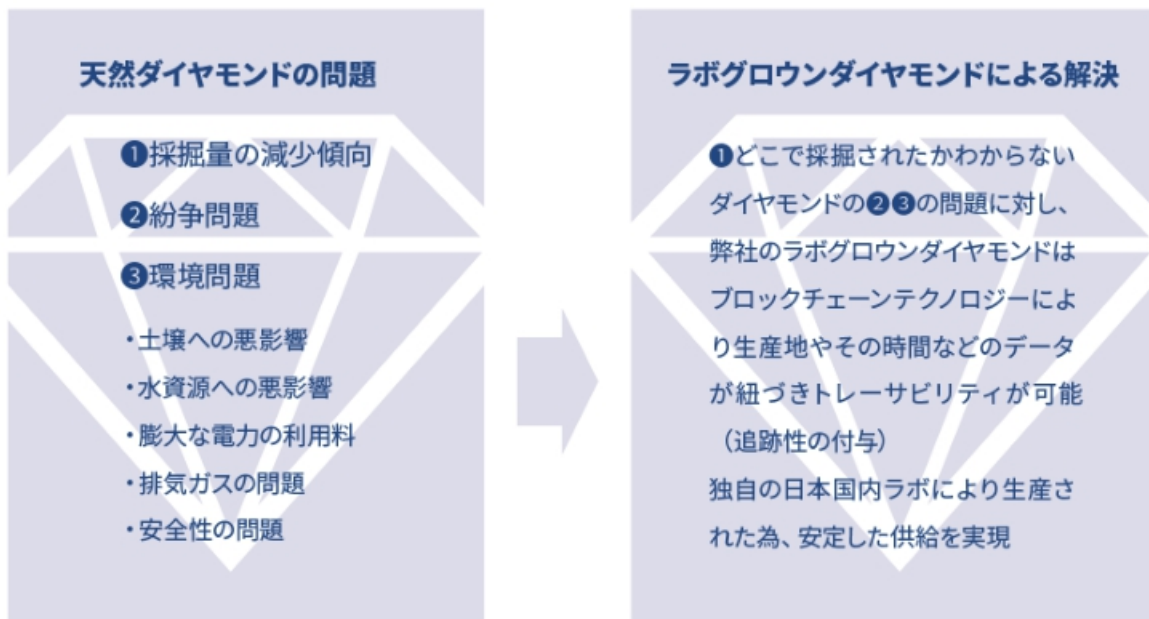 天然ダイヤモンドの問題
❶採掘量の減少傾向
❷紛争問題
❸環境問題
・土壌への悪影響
・水資源への悪影響
・膨大な電力の利用料
・排気ガスの問題
・安全性の問題
ラボグロウンダイヤモンドによる解決
❶どこで採掘されたかわからない
ダイヤモンドの❷❸の問題に対し、
弊社のラボグロウンダイヤモンドは
ブロックチェーンテクノロジーによ
り生産地やその時間などのデータ
が紐づきトレーサビリティが可能
（追跡性の付与）
独自の日本国内ラボにより生産さ
れた為、安定した供給を実現